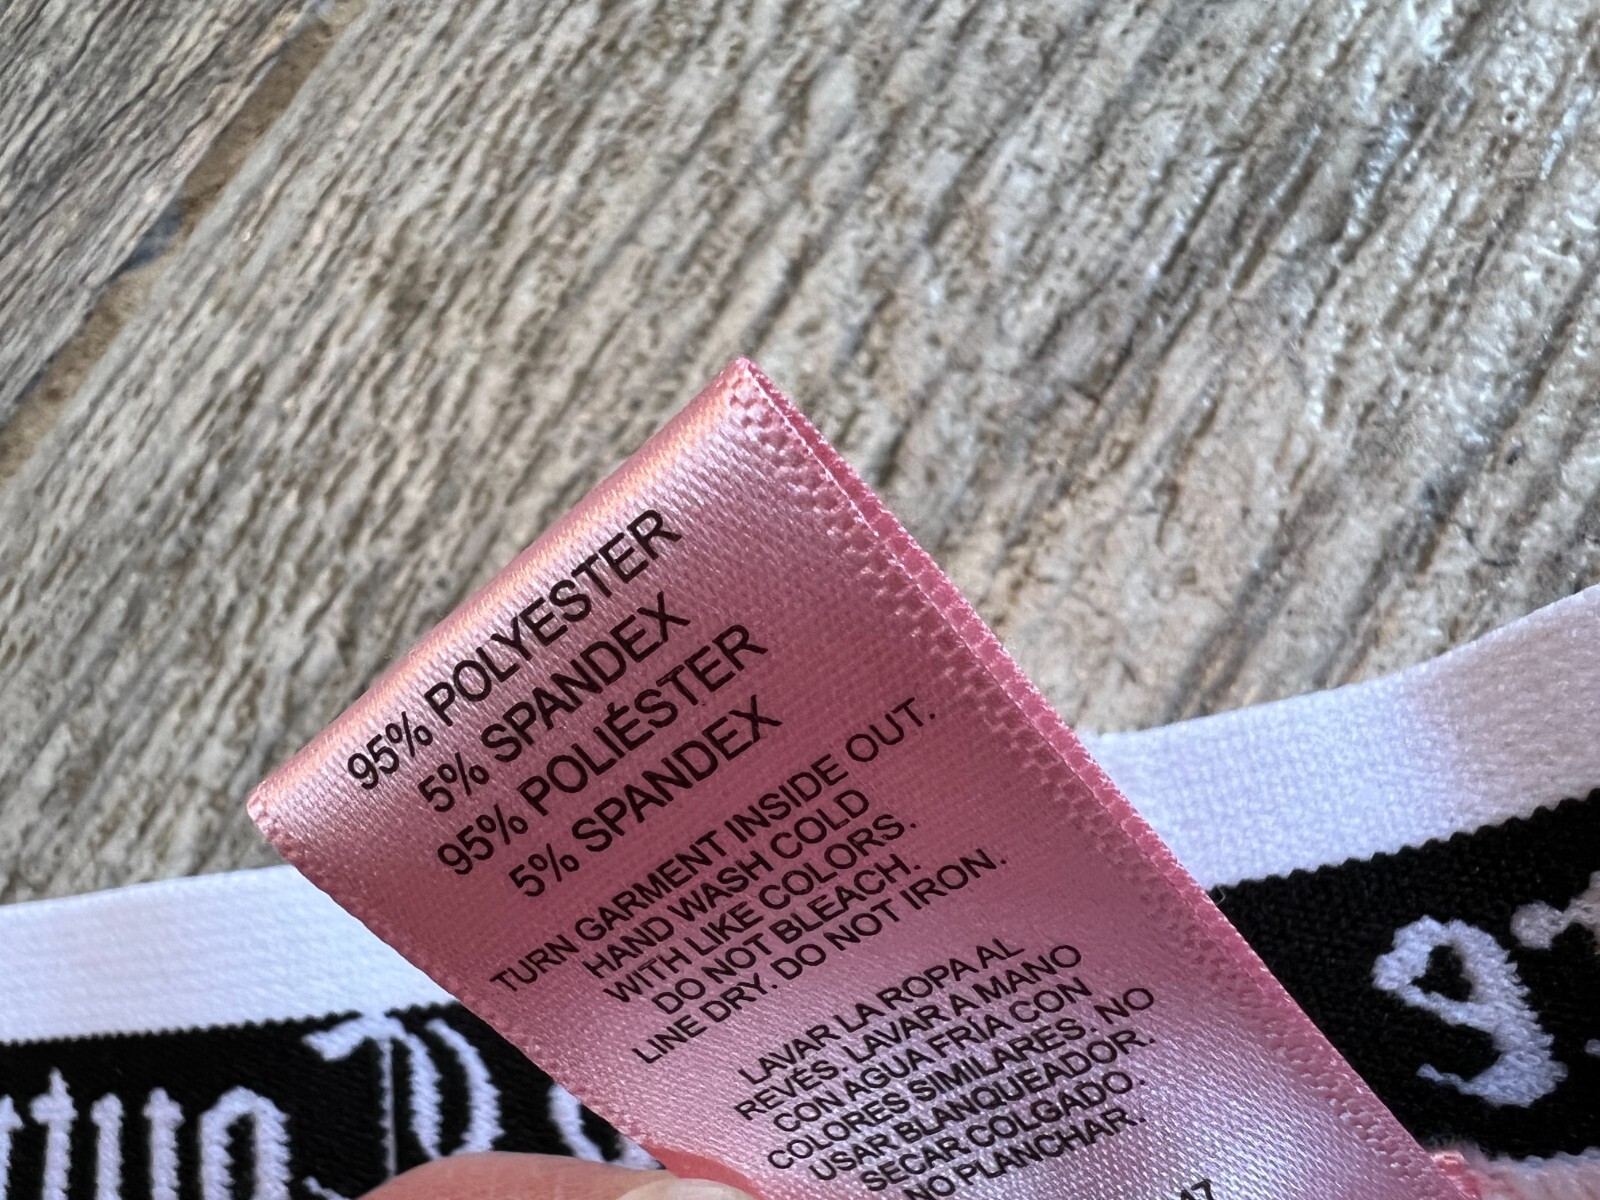 95% POLYESTER
5% SPANDEX
95% POLIÉSTER
5% SPANDEX
TURN GARMENT INSIDE OUT.
HAND WASH COLD
WITH LIKE COLORS.
DO NOT BLEACH.
LINE DRY. DO NOT IRON.
LAVAR LA ROPA AL
REVÉS. LAVAR A MANO
CON AGUA FRÍA CON
COLORES SIMILARES. NO
USAR BLANQUEADOR.
SECAR COLGADO.
NO PLANCHAR.